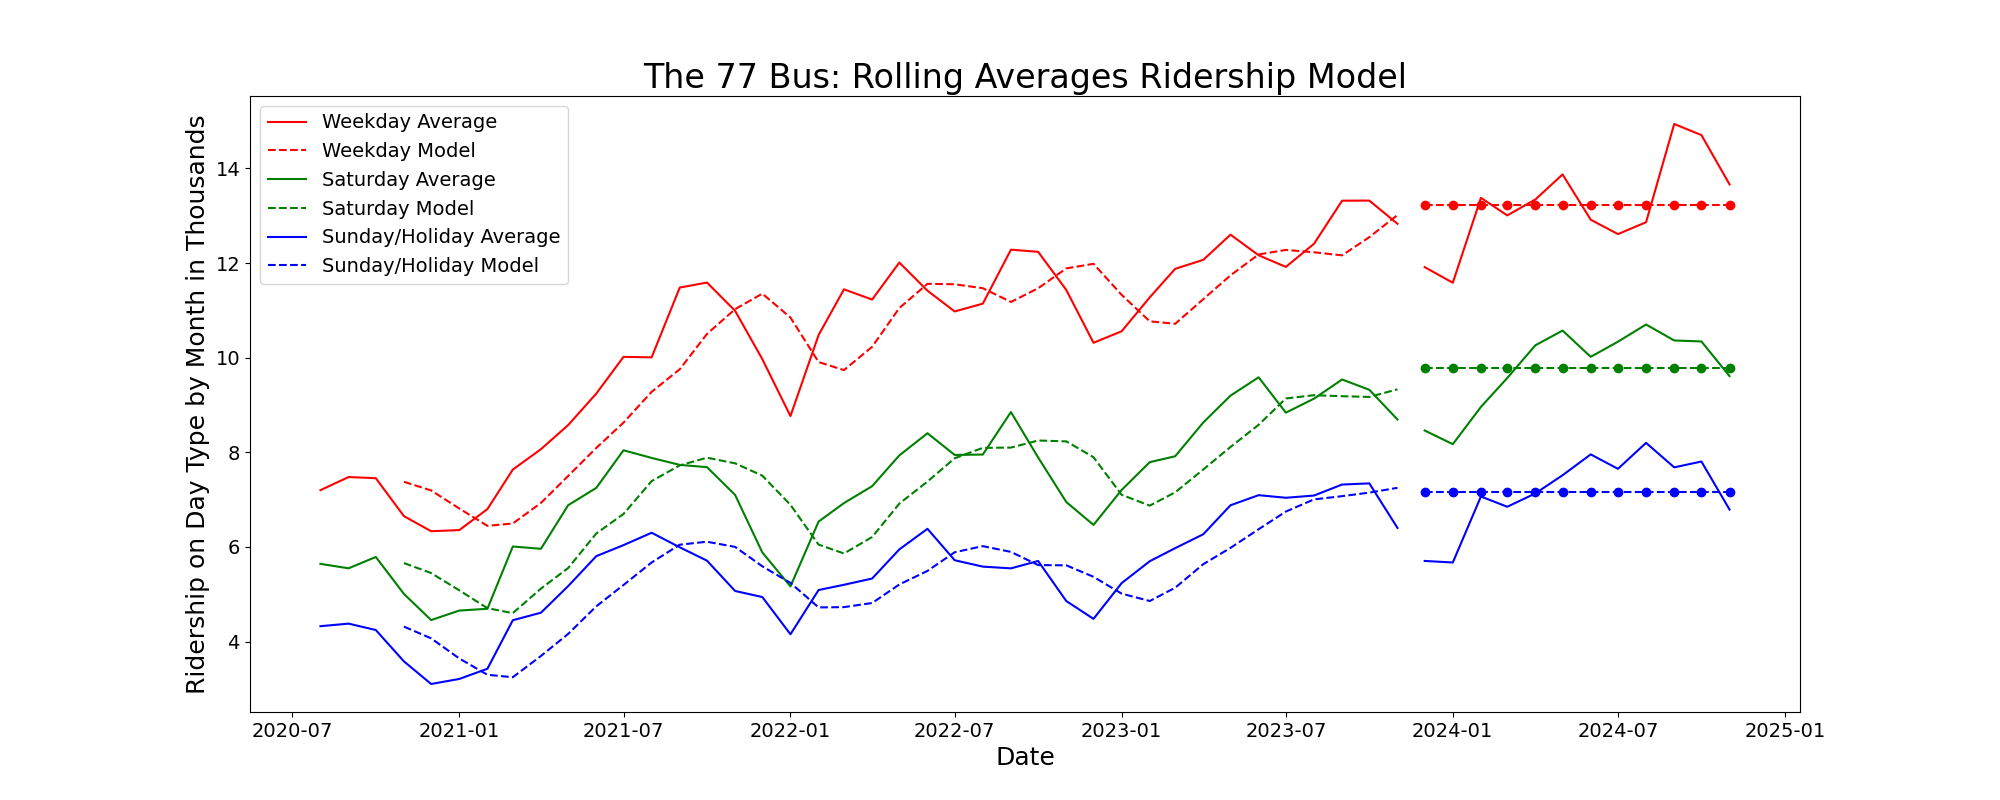 The 77 Bus: Rolling Averages Ridership Model
Weekday Average
Weekday Model
Saturday Average
Saturday Model
Sunday/Holiday Average
Sunday/Holiday Model
Ridership on Day Type by Month in Thousands
14
12
10
8
6
4
2020-07
2021-01
2021-07
2022-01
2022-07
2023-01
2023-07
2024-01
2024-07
2025-01
Date